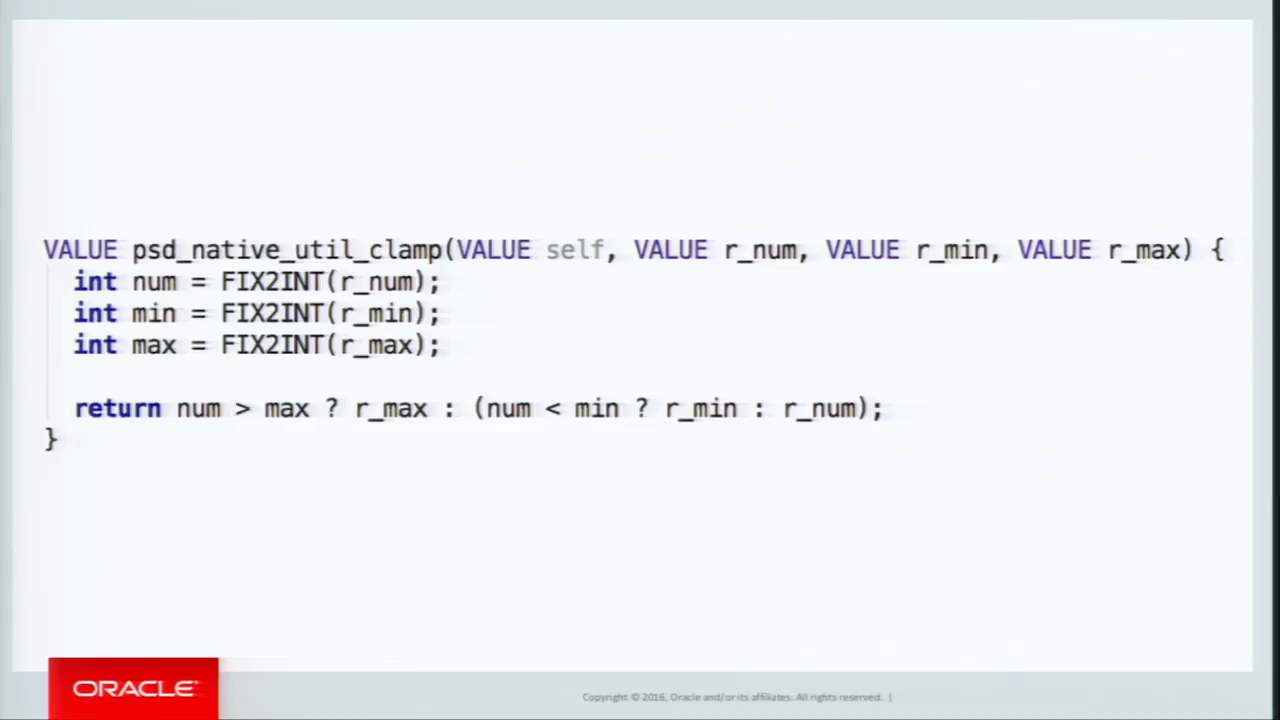 VALUE psd_native_util_clamp(VALUE self, VALUE r_num, VALUE r_min, VALUE r_max) {
int num = FIX2INT(r_num);
int min = FIX2INT(r_min);
int max = FIX2INT(r_max);
return num > max ? r_max : (num < min ? r_min : r_num);
}
ORACLE
Copyright © 2016, Oracle and/or its affiliates. All rights reserved. |